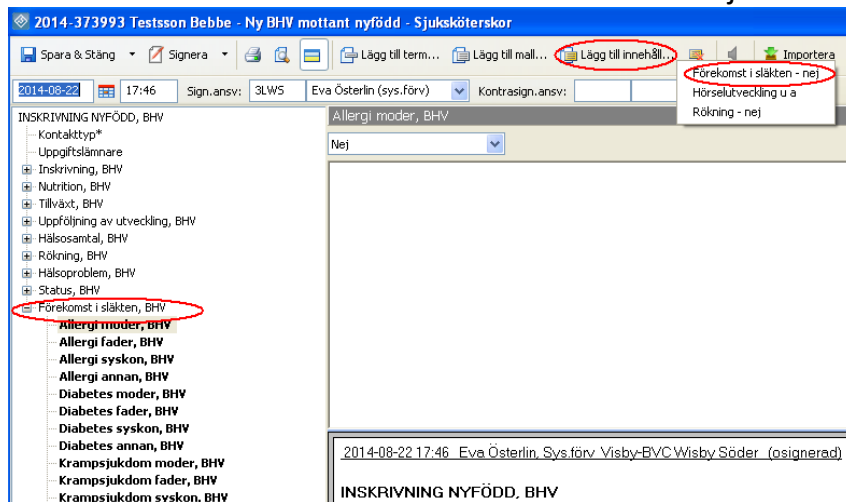 2014-373993 Testsson Bebbe - Ny BHV mottant nyfödd - Sjuksköterskor
Spara & Stäng Signera Lägg till term... Lägg till mall... Lägg till innehåll... Importera
Förekomst i släkten - nej
Hörselutveckling u a
Rökning - nej
2014-08-22 17:46 Sign.ansv: 3LWS Eva Österlin (sys.förv) Kontrasign.ansv:
INSKRIVNING NYFÖDD, BHV
Allergi moder, BHV
Nej
Kontakttyp*
Uppgiftslämnare
Inskrivning, BHV
Nutrition, BHV
Tillväxt, BHV
Uppföljning av utveckling, BHV
Hälsosamtal, BHV
Rökning, BHV
Hälsoproblem, BHV
Status, BHV
Förekomst i släkten, BHV
Allergi moder, BHV
Allergi fader, BHV
Allergi syskon, BHV
Allergi annan, BHV
Diabetes moder, BHV
Diabetes fader, BHV
Diabetes syskon, BHV
Diabetes annan, BHV
Krampsjukdom moder, BHV
Krampsjukdom fader, BHV
Krampsjukdom syskon, BHV
2014-08-22 17:46 Eva Österlin, Sys.förv Visby-BVC Wisby Söder (osignerad)
INSKRIVNING NYFÖDD, BHV